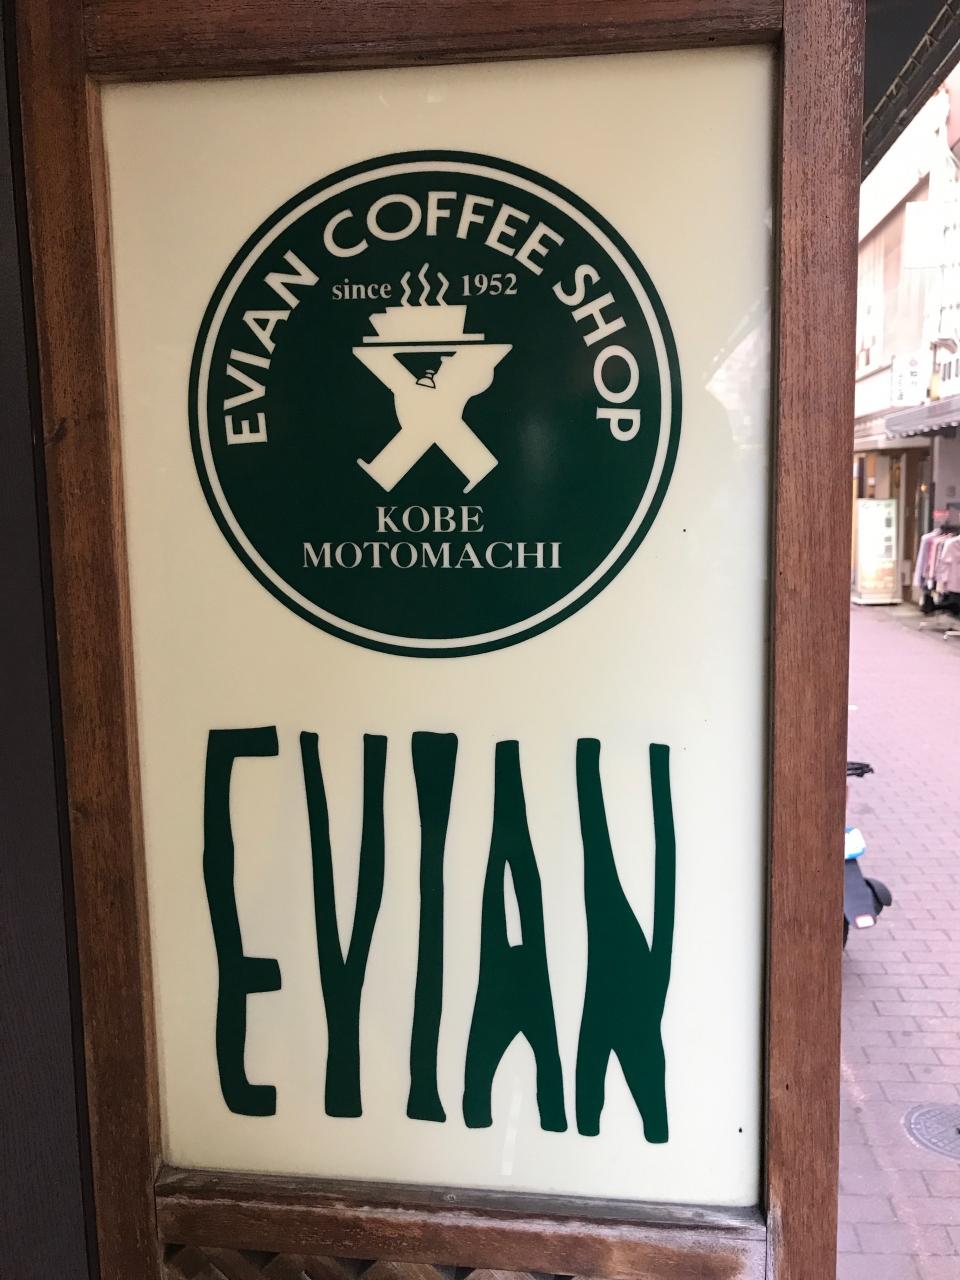 EVIAN COFFEE SHOP
since 1952
KOBE
MOTOMACHI
EVIAN